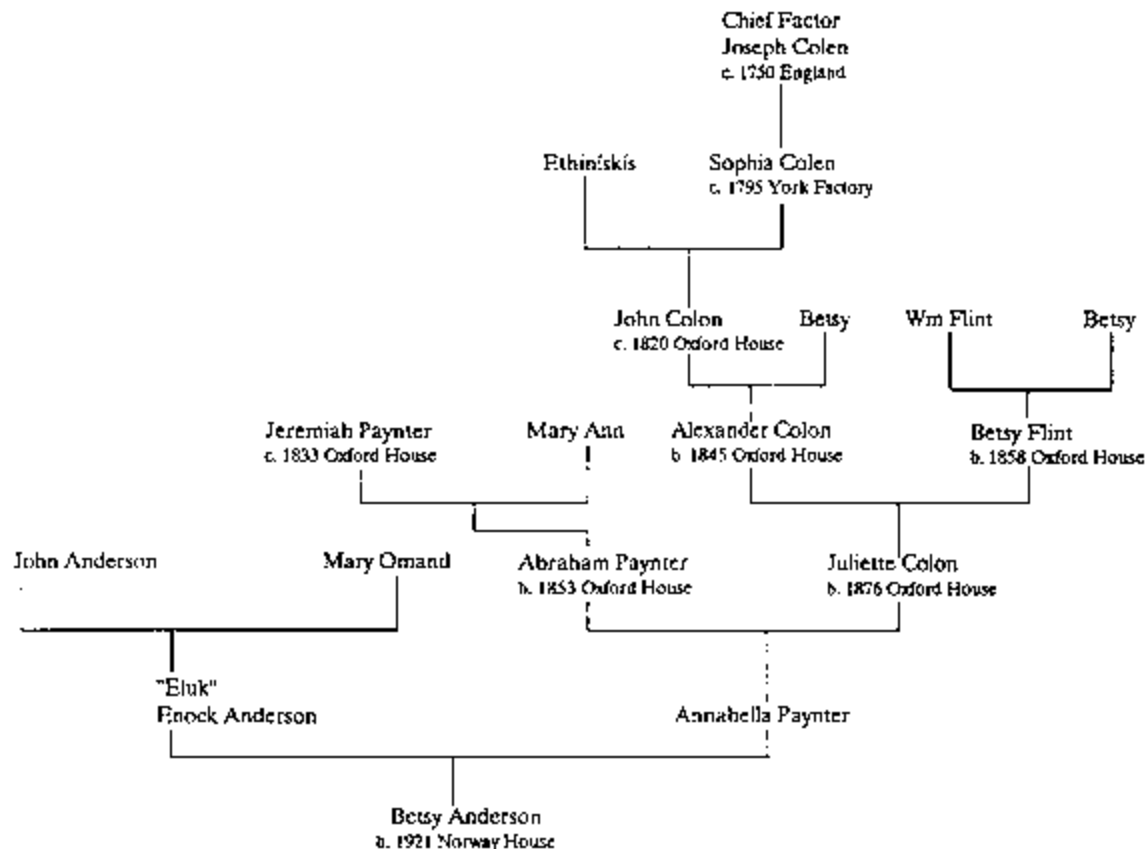 Chief Factor
Joseph Colen
c. 1750 England
Ethiniskis
Sophia Colen
c. 1795 York Factory
John Colon
c. 1820 Oxford House
Betsy
Wm Flint
Betsy
Jeremiah Paynter
c. 1833 Oxford House
Mary Ann
Alexander Colon
b. 1845 Oxford House
Betsy Flint
b. 1858 Oxford House
John Anderson
Mary Omand
Abraham Paynter
b. 1853 Oxford House
Juliette Colon
b. 1876 Oxford House
"Eluk"
Enock Anderson
Annabella Paynter
Betsy Anderson
b. 1921 Norway House